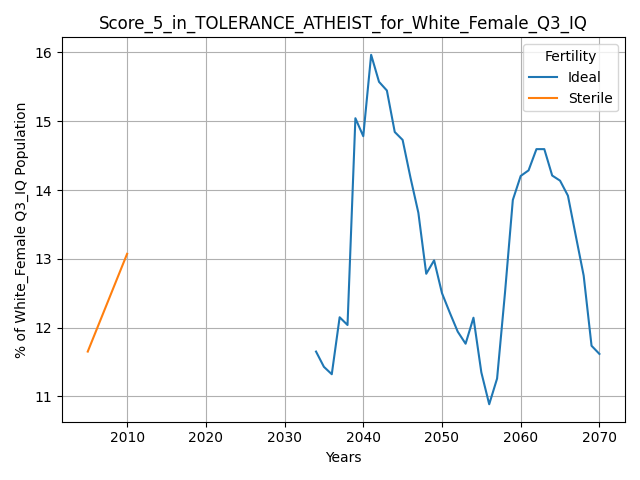 Score_5_in_TOLERANCE_ATHEIST_for_White_Female_Q3_IQ
Fertility
Ideal
Sterile
% of White_Female Q3_IQ Population
16
15
14
13
12
11
2010 2020 2030 2040 2050 2060 2070
Years